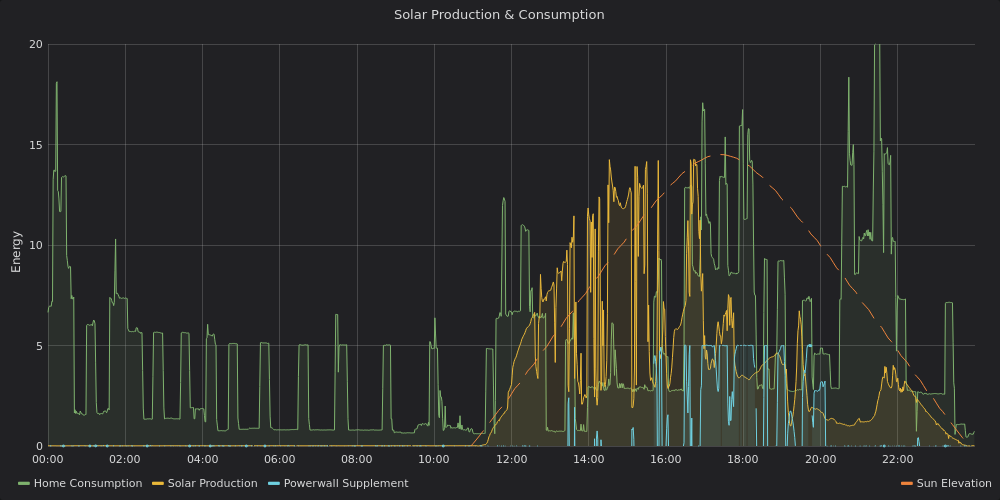 Solar Production & Consumption
20
15
10
5
0
Energy
00:00 02:00 04:00 06:00 08:00 10:00 12:00 14:00 16:00 18:00 20:00 22:00
Home Consumption Solar Production Powerwall Supplement Sun Elevation